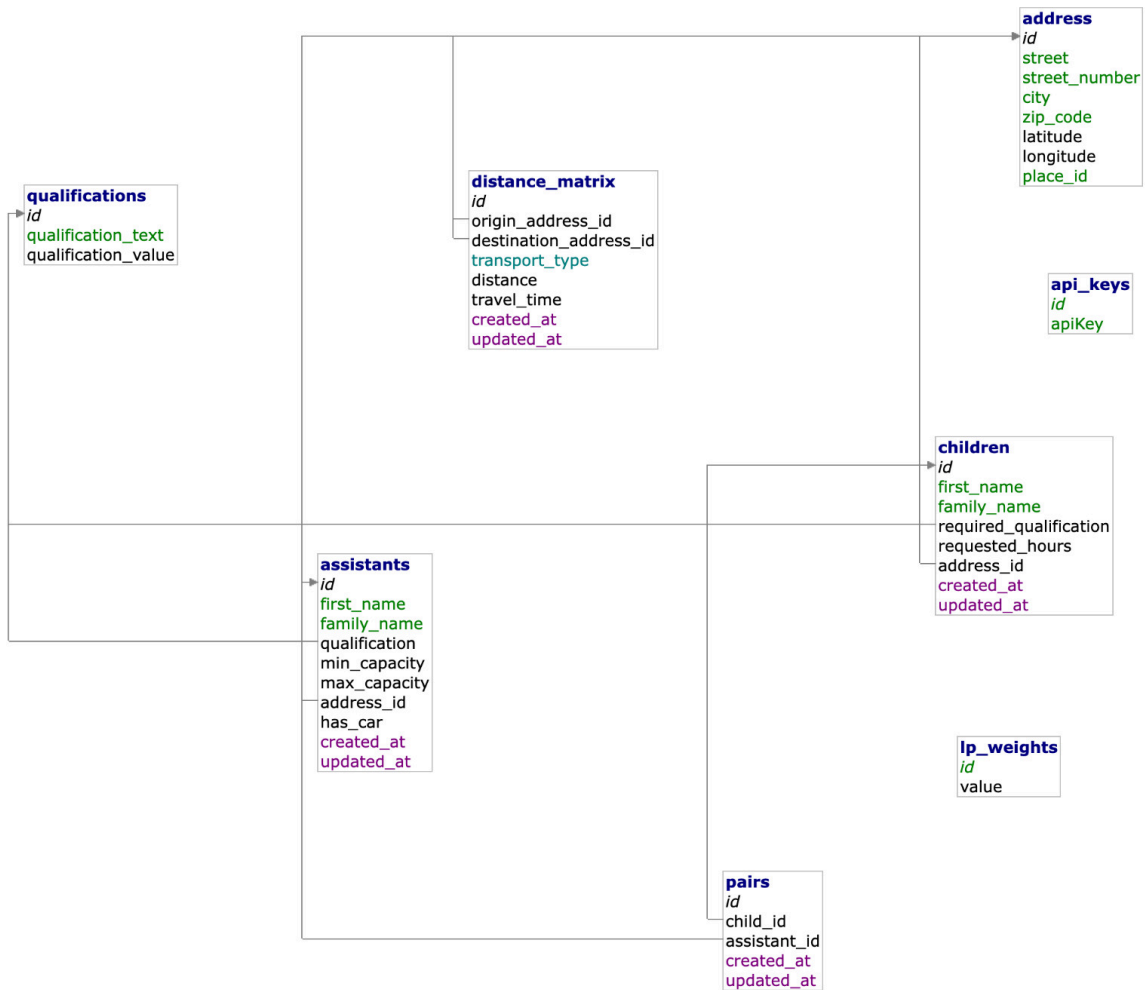 address
id
street
street_number
city
zip_code
latitude
longitude
place_id
qualifications
id
qualification_text
qualification_value
distance_matrix
id
origin_address_id
destination_address_id
transport_type
distance
travel_time
created_at
updated_at
api_keys
id
apiKey
children
id
first_name
family_name
required_qualification
requested_hours
address_id
created_at
updated_at
assistants
id
first_name
family_name
qualification
min_capacity
max_capacity
address_id
has_car
created_at
updated_at
lp_weights
id
value
pairs
id
child_id
assistant_id
created_at
updated_at